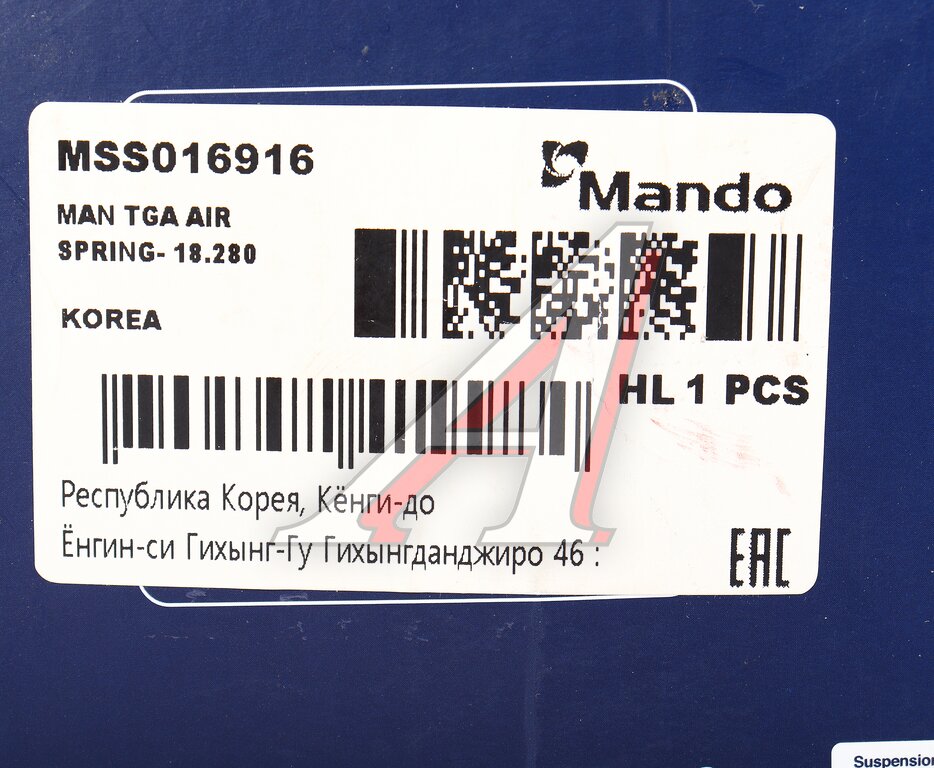 MSS016916
Mando
MAN TGA AIR
SPRING- 18.280
KOREA
HL 1 PCS
Республика Корея, Кёнги-до
Ёнгин-си Гихынг-Гу Гихынгданджиро 46 :
EAC
Suspension